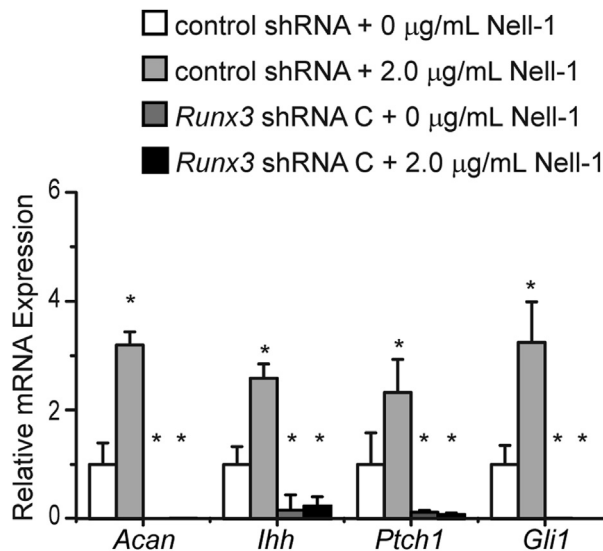 control shRNA + 0 μg/mL Nell-1
control shRNA + 2.0 μg/mL Nell-1
Runx3 shRNA C + 0 μg/mL Nell-1
Runx3 shRNA C + 2.0 μg/mL Nell-1
Relative mRNA Expression
6
4
2
0
* * * * * * * * * * * *
Acan Ihh Ptch1 Gli1